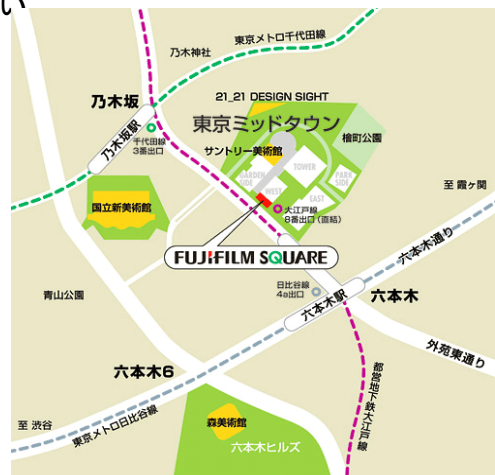 い
東京メトロ千代田線
乃木神社
乃木坂
21_21 DESIGN SIGHT
東京ミッドタウン
乃木坂駅
千代田線
3番出口
サントリー美術館
檜町公園
GARDEN
SIDE
TOWER
PARK
SIDE
WEST
EAST
至 霞ヶ関
国立新美術館
大江戸線
8番出口(直結)
FUJIFILM SQUARE
六本木通り
青山公園
日比谷線
4a出口
六本木駅
六本木
外苑東通り
六本木6
都営地下鉄大江戸線
至 渋谷
東京メトロ日比谷線
森美術館
六本木ヒルズ